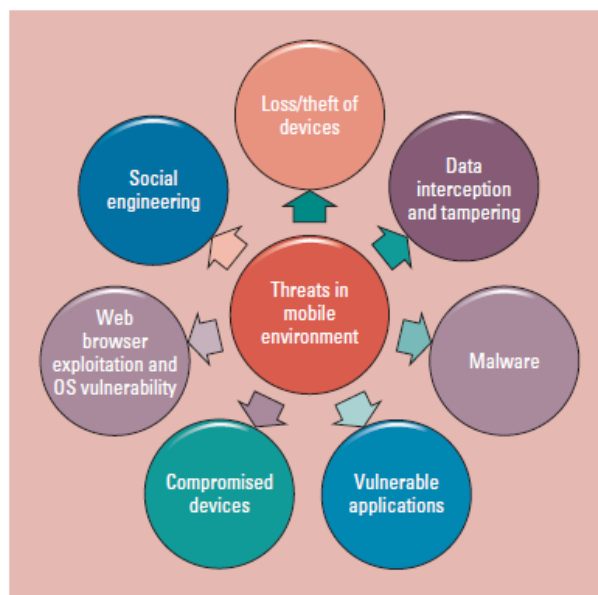 Loss/theft of
devices
Social
engineering
Data
interception
and tampering
Threats in
mobile
environment
Web
browser
exploitation and
OS vulnerability
Malware
Compromised
devices
Vulnerable
applications